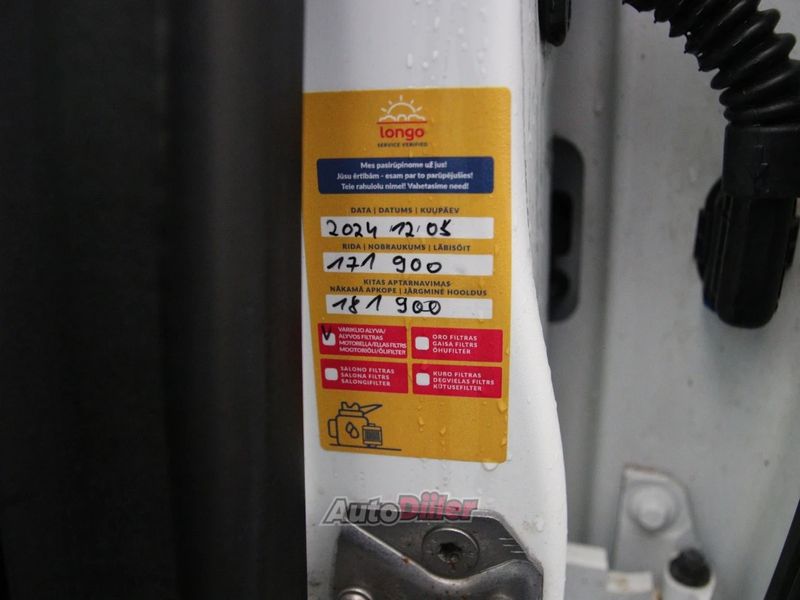 longo
SERVICE VERIFIED
Mes pasirūpinome už jus!
Jūsu ērtībām - esam par to parūpējušies!
Teie rahulolu nimel! Vahetasime need!
DATA | DATUMS | KUUPÄEV
2024 12 05
RIDA | NOBRAUKUMS | LÄBISÕIT
171 900
KITAS APTARNAVIMAS
NĀKAMĀ APKOPE | JÄRGMINE HOOLDUS
181 900
V VARIKLIO ALYVA/
ALYVOS FILTRAS
MOTORELLA/EĻĻAS FILTRS
MOOTORIÕLI/ÕLIFILTER
ORO FILTRAS
GAISA FILTRS
ÕHUFILTER
SALONO FILTRAS
SALONA FILTRS
SALONGIFILTER
KURO FILTRAS
DEGVIELAS FILTRS
KÜTUSEFILTER
AutoDiler